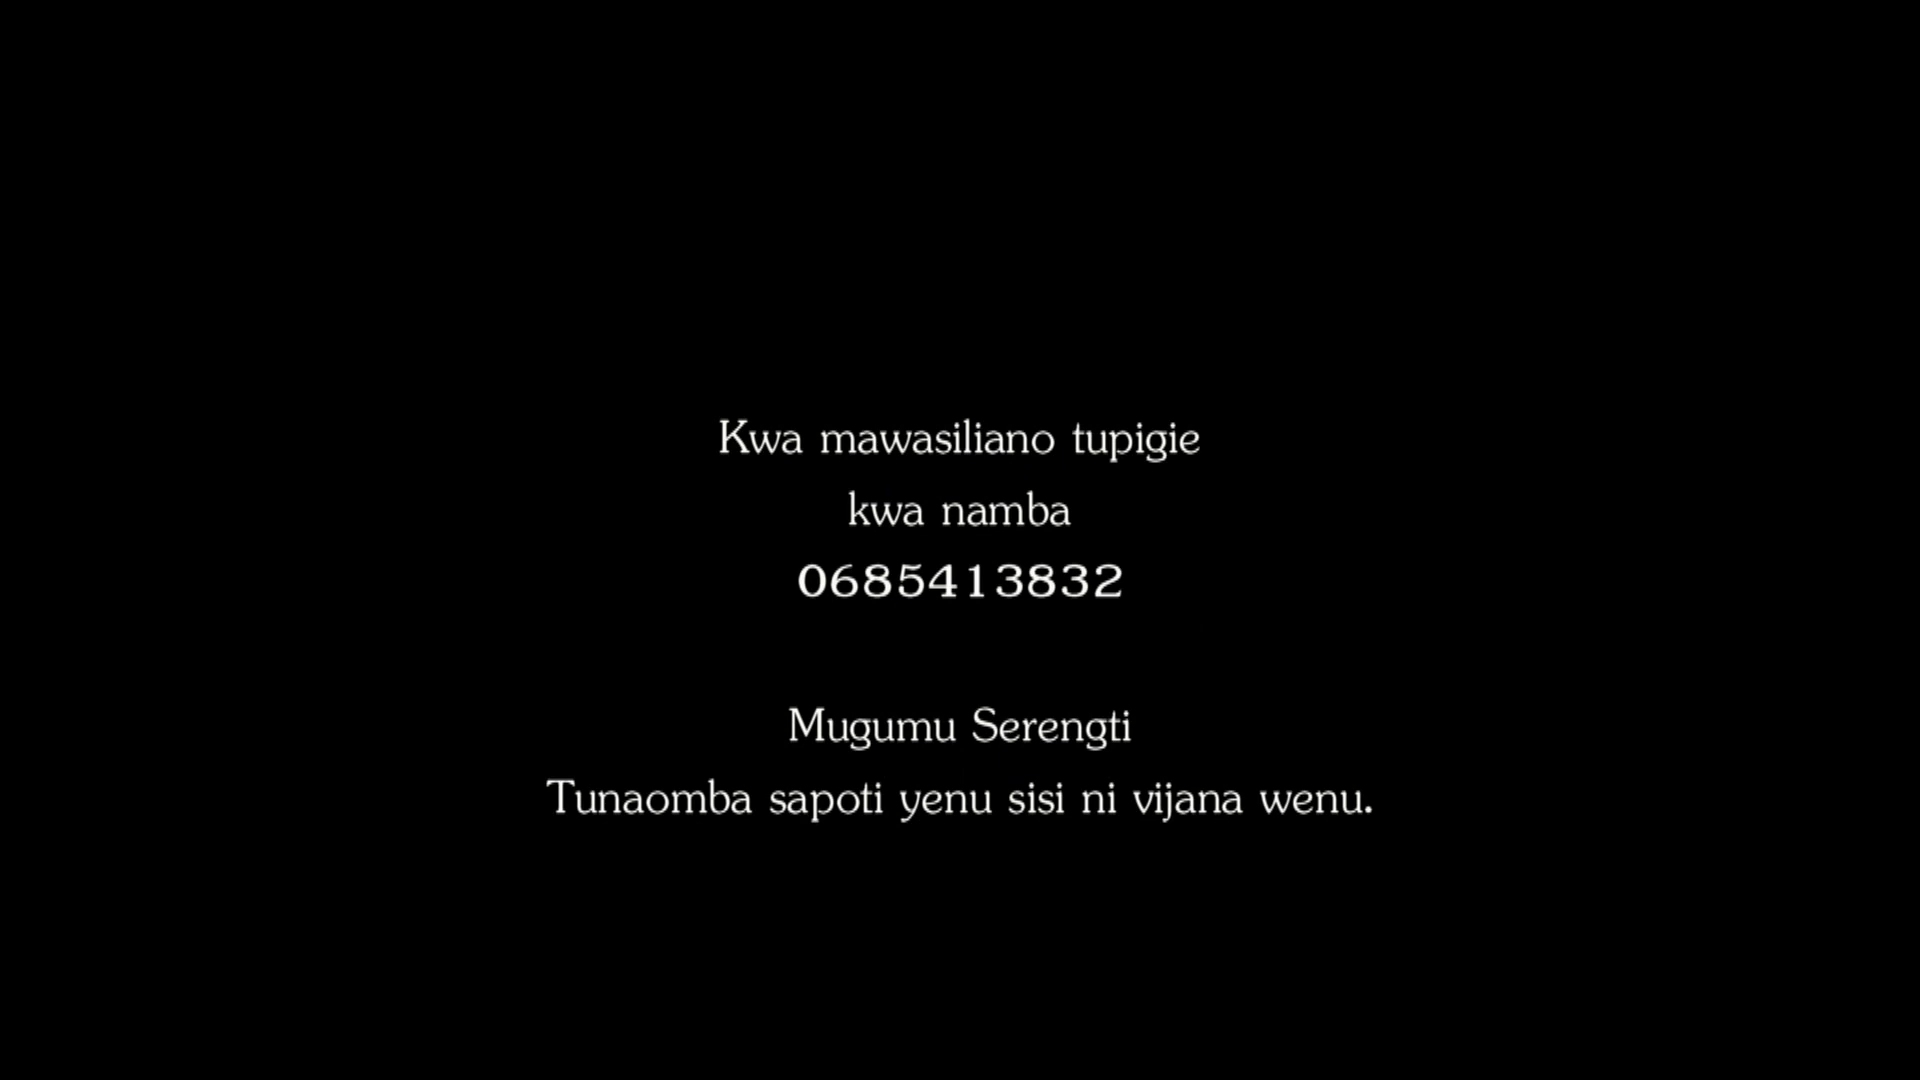 Kwa mawasiliano tupigie
kwa namba
0685413832
Mugumu Serengti
Tunaomba sapoti yenu sisi ni vijana wenu.